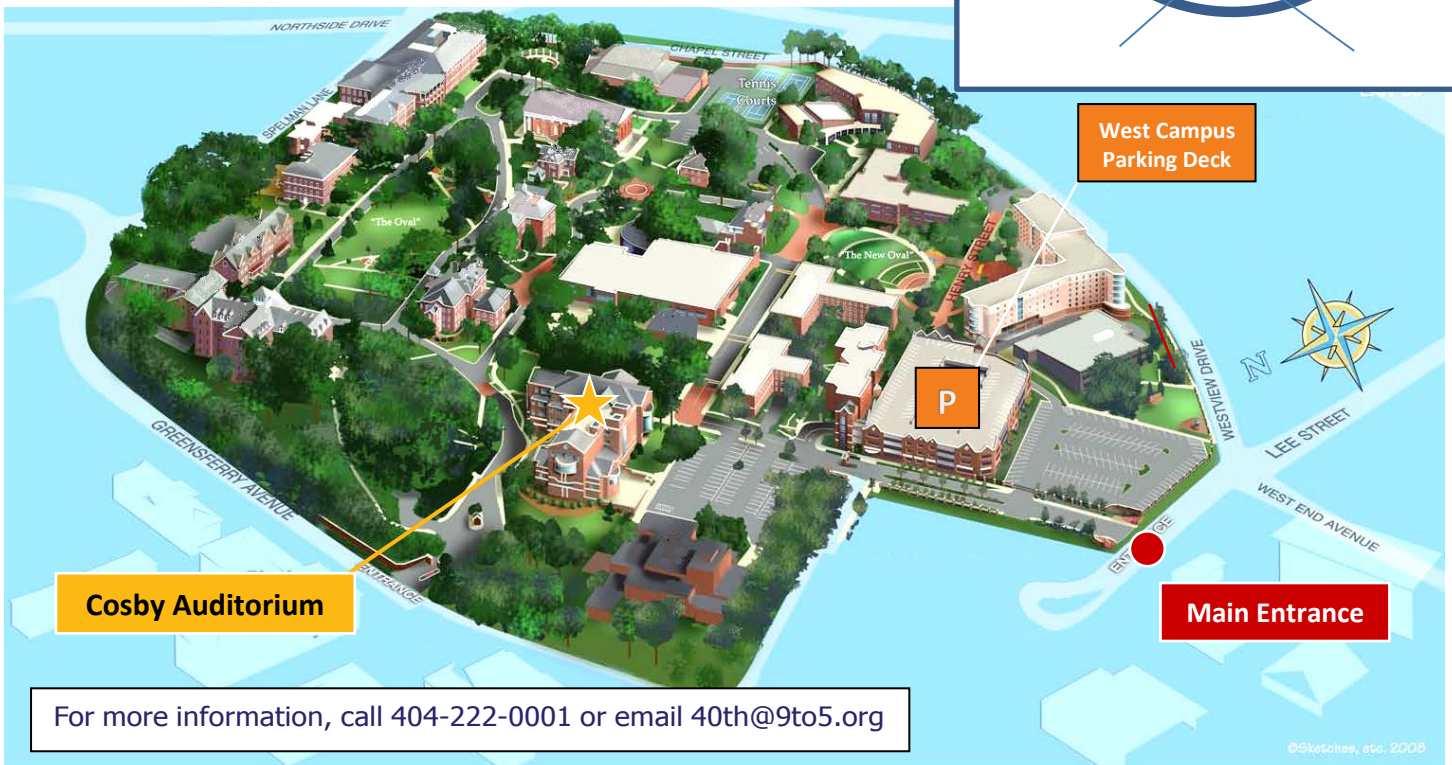 NORTHSIDE DRIVE
CHAPEL STREET
Tennis
Courts
SPELMAN LANE
West Campus
Parking Deck
"The Oval"
"The New Oval"
HENRY STREET
P
N
WESTVIEW DRIVE
LEE STREET
WEST END AVENUE
GREENSFERRY AVENUE
ENTRANCE
ENTRANCE
Cosby Auditorium
Main Entrance
For more information, call 404-222-0001 or email 40th@9to5.org
@Sketches, etc. 2008